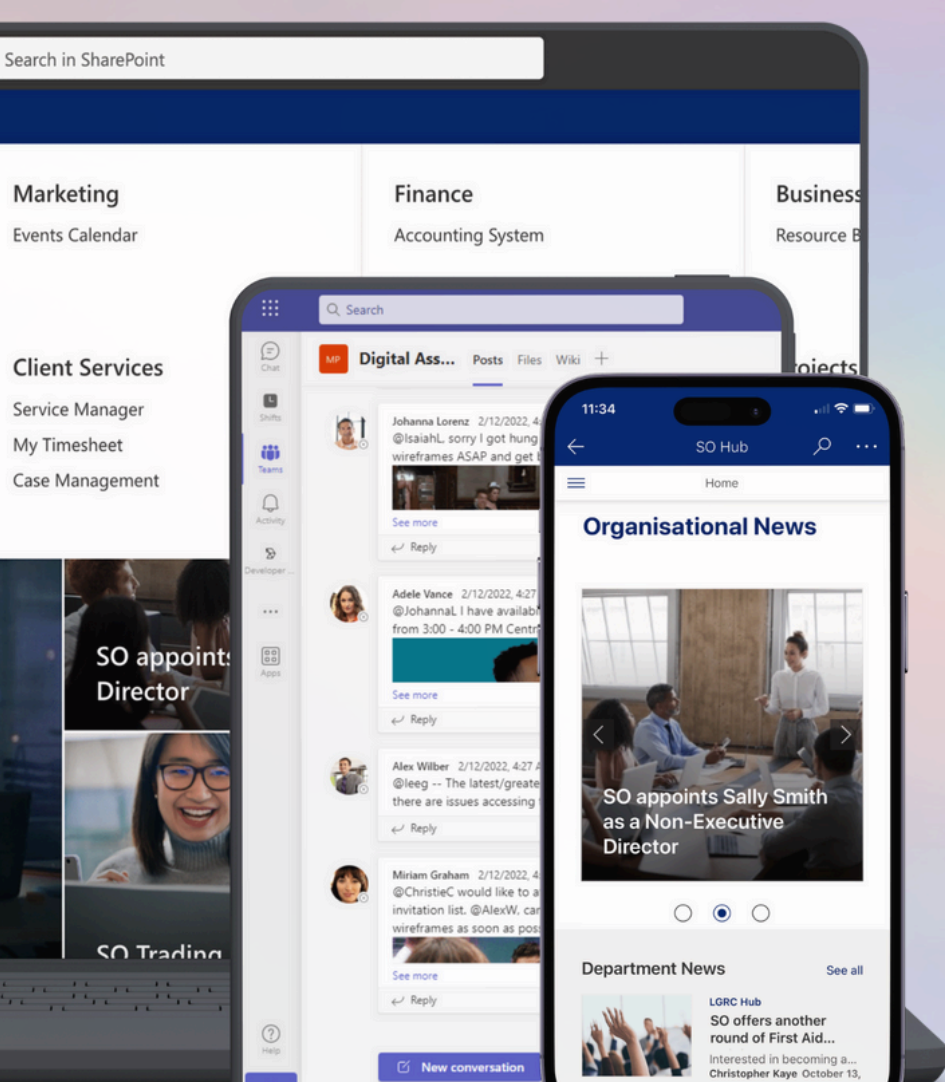 Search in SharePoint
Marketing
Events Calendar
Finance
Accounting System
Business
Resource B
Client Services
Service Manager
My Timesheet
Case Management
rojects
SO appoints
Director
SO Trading
Search
Chat
Shifts
Teams
Activity
Developer ...
Apps
Help
MP Digital Ass... Posts Files Wiki
Johanna Lorenz 2/12/2022, 4:
@IsaiahL, sorry I got hung
wireframes ASAP and get
See more
Reply
Adele Vance 2/12/2022, 4:27
@JohannaL I have availab
from 3:00 - 4:00 PM Centr
See more
Reply
Alex Wilber 2/12/2022, 4:27 A
@leeg -- The latest/greate
there are issues accessing
Reply
Miriam Graham 2/12/2022, 4:
@ChristieC would like to a
invitation list. @AlexW, can
wireframes as soon as pos
See more
Reply
New conversation
11:34
SO Hub
Home
Organisational News
SO appoints Sally Smith
as a Non-Executive
Director
Department News See all
LGRC Hub
SO offers another
round of First Aid...
Interested in becoming a...
Christopher Kaye October 13,